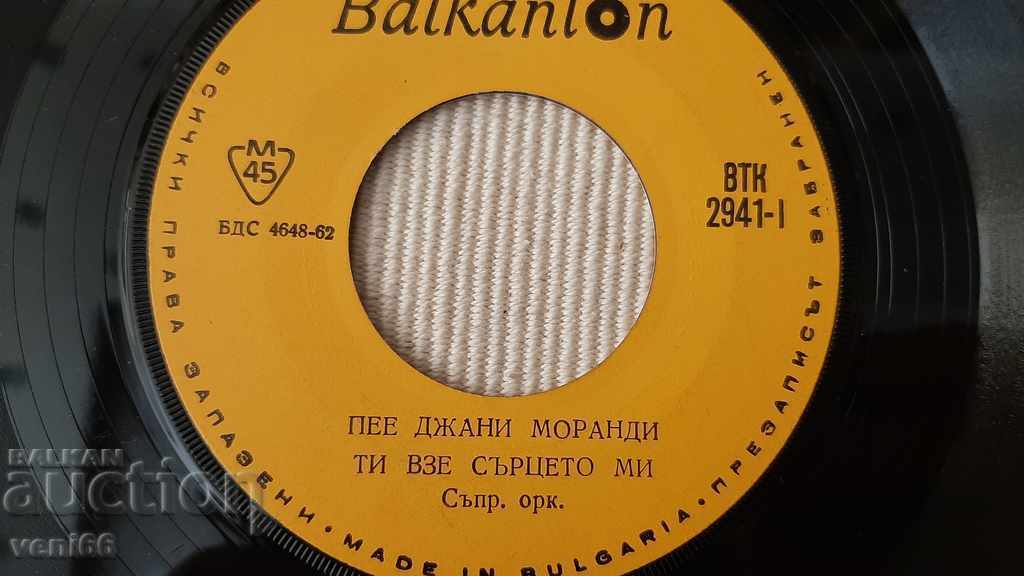 Balkanton
ВСИЧКИ ПРАВА ЗАПАЗЕНИ · MADE IN BULGARIA · ПРЕЗАПИСЪТ ЗАБРАНЕН
М
45
БДС 4648-62
ВТК
2941-I
ПЕЕ ДЖАНИ МОРАНДИ
ТИ ВЗЕ СЪРЦЕТО МИ
Съпр. орк.
BALKAN
auction
veni66